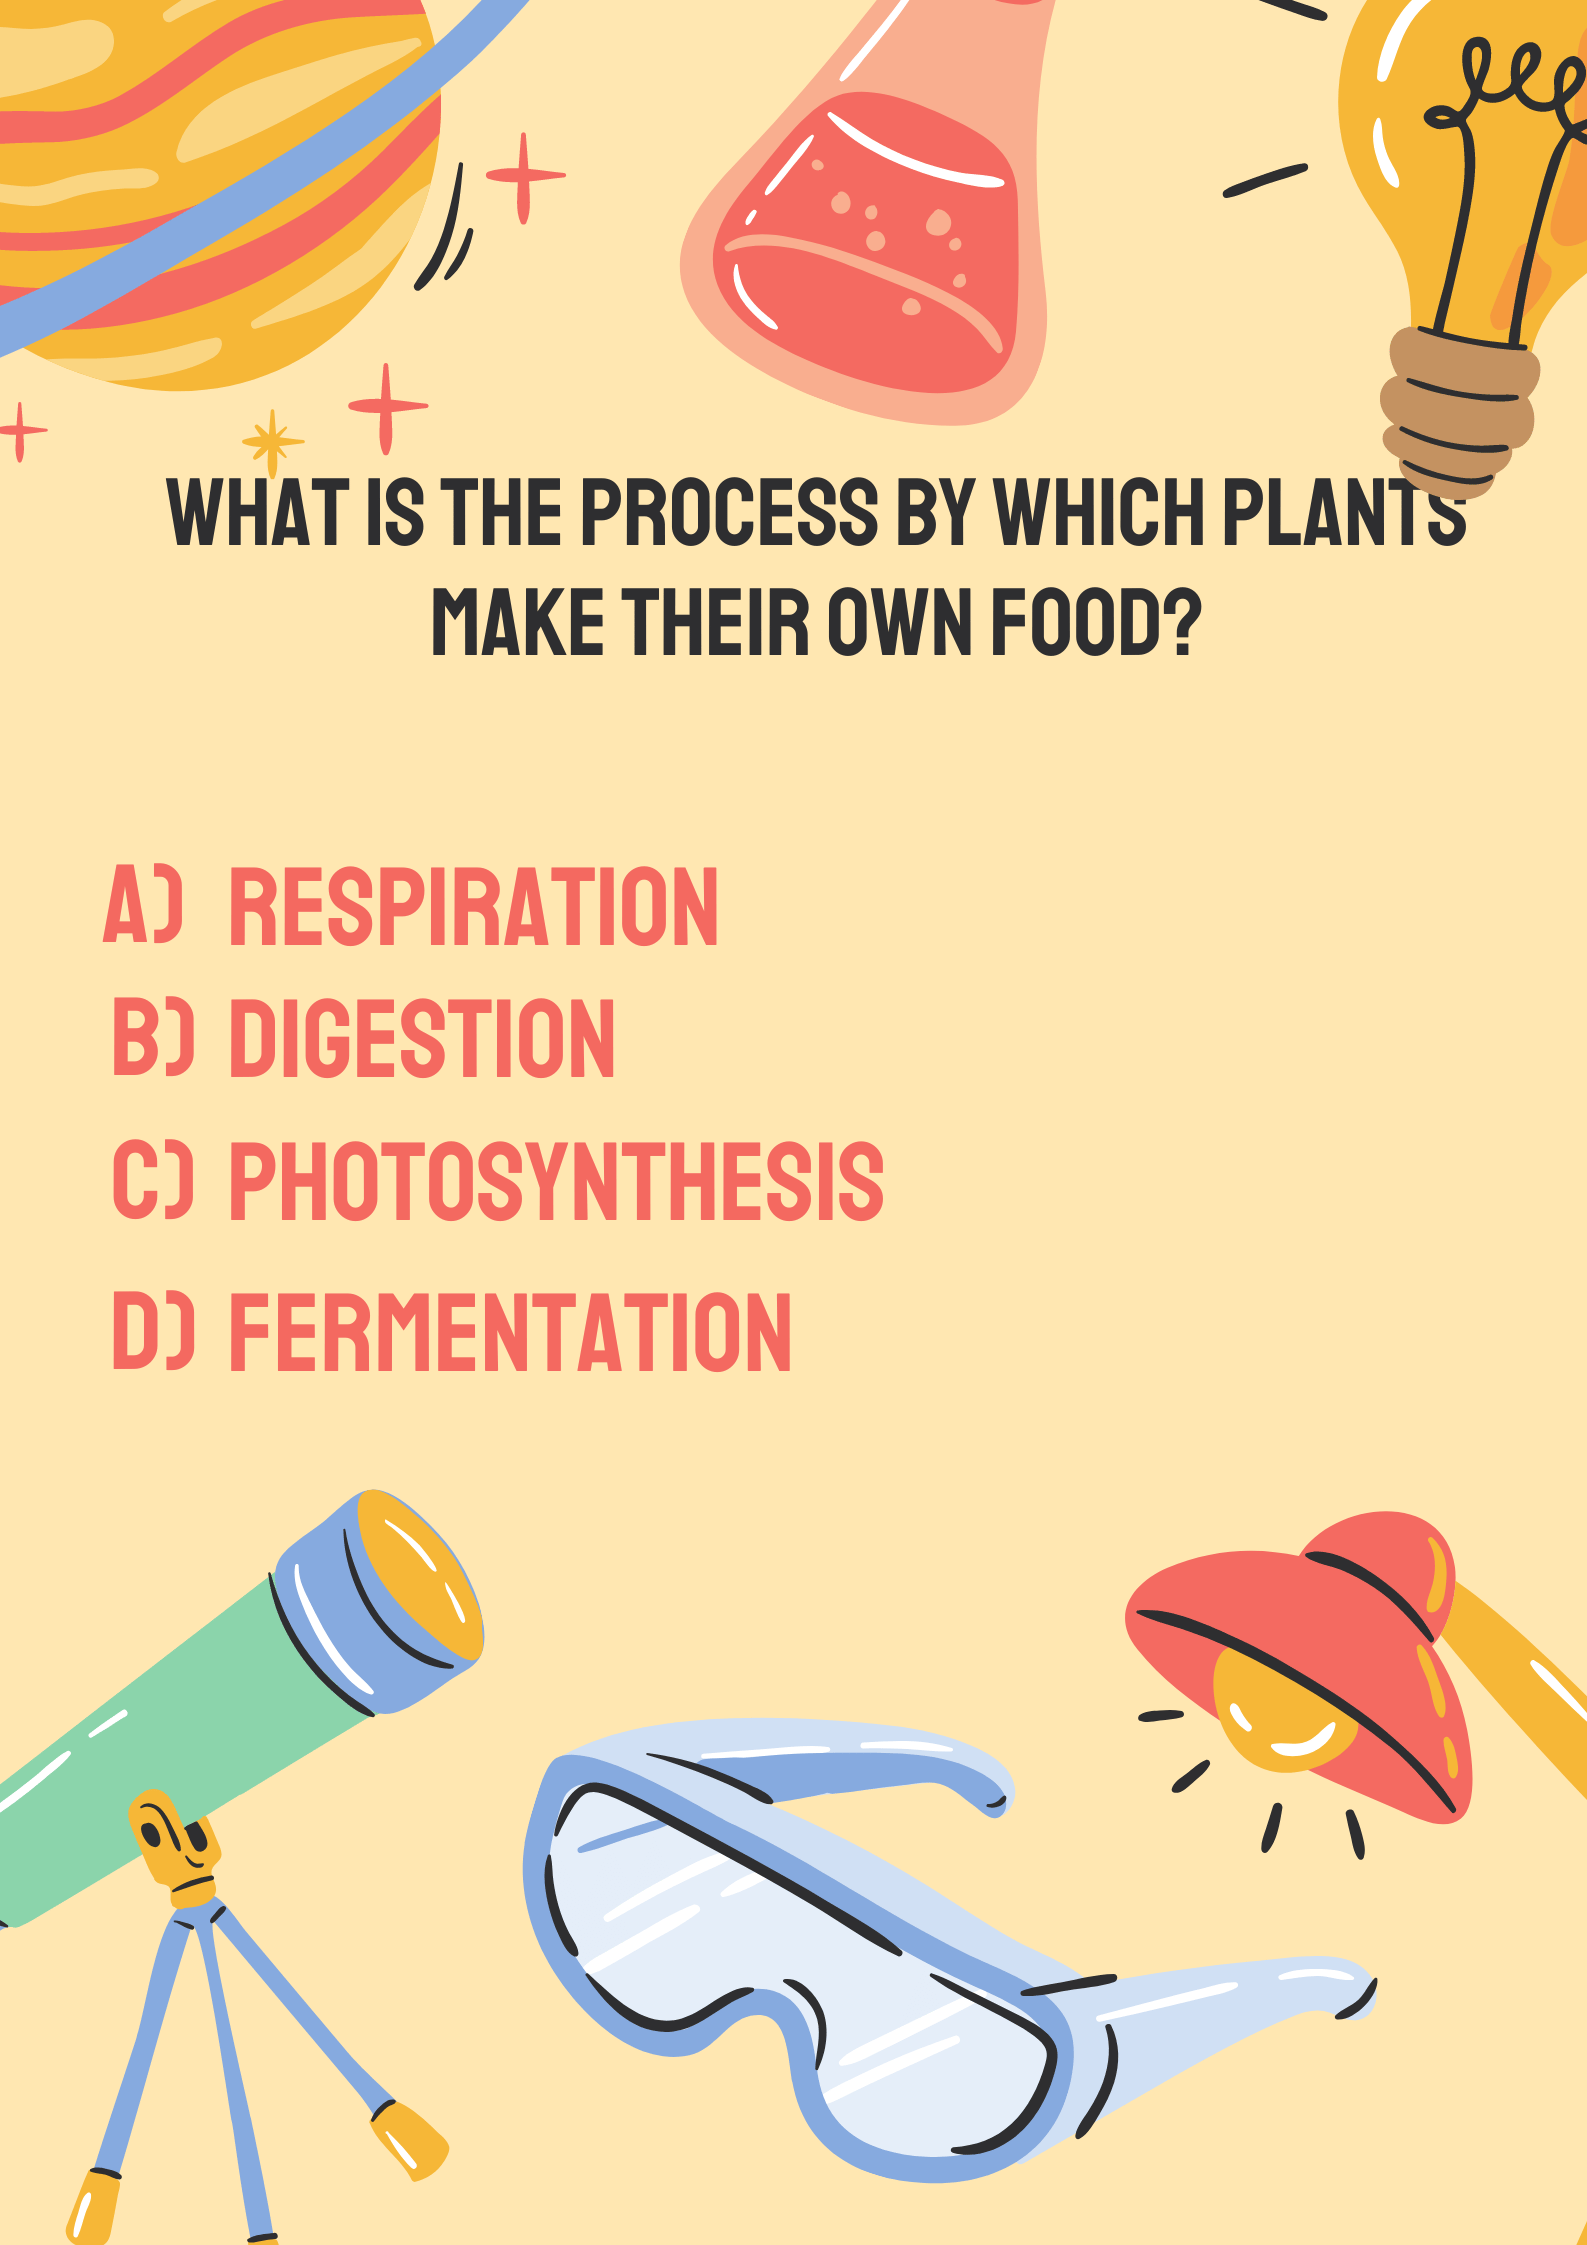 WHAT IS THE PROCESS BY WHICH PLANTS
MAKE THEIR OWN FOOD?
A) RESPIRATION
B) DIGESTION
C) PHOTOSYNTHESIS
D) FERMENTATION